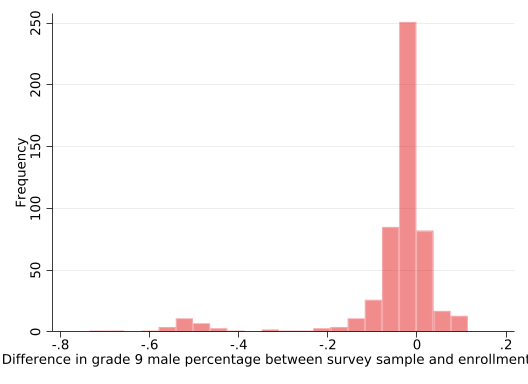 250
200
150
100
50
0
Frequency
-.8 -.6 -.4 -.2 0 .2
Difference in grade 9 male percentage between survey sample and enrollment